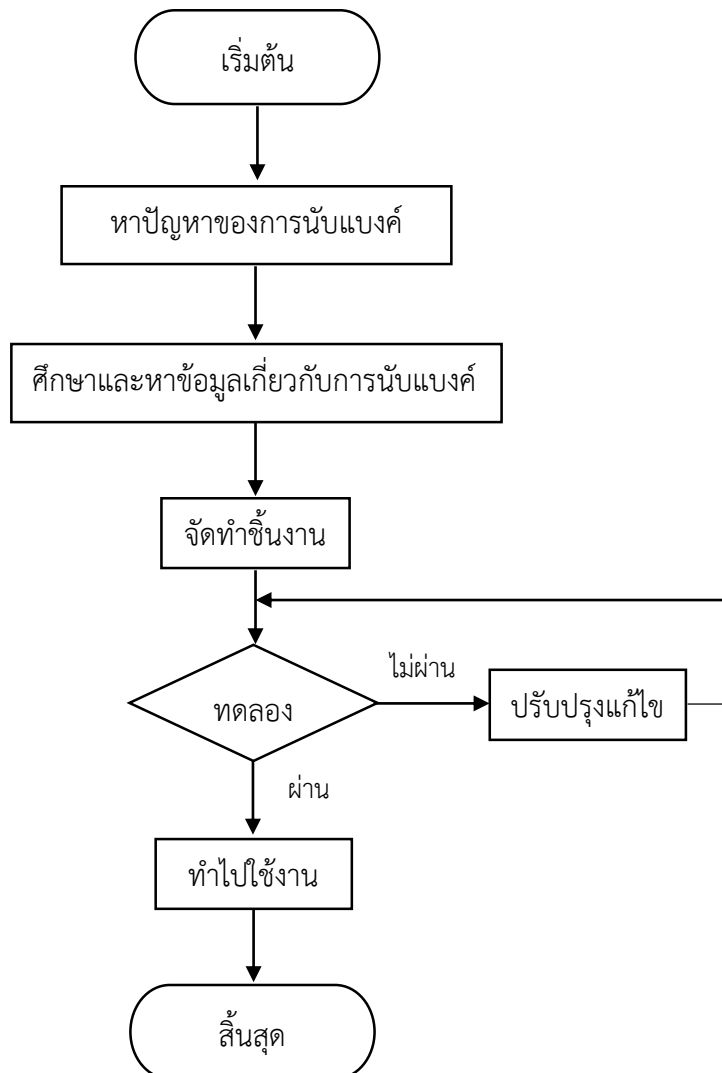 เริ่มต้น
หาปัญหาของการนับแบงค์
ศึกษาและหาข้อมูลเกี่ยวกับการนับแบงค์
จัดทำชิ้นงาน
ทดลอง
ไม่ผ่าน
ปรับปรุงแก้ไข
ผ่าน
ทำไปใช้งาน
สิ้นสุด